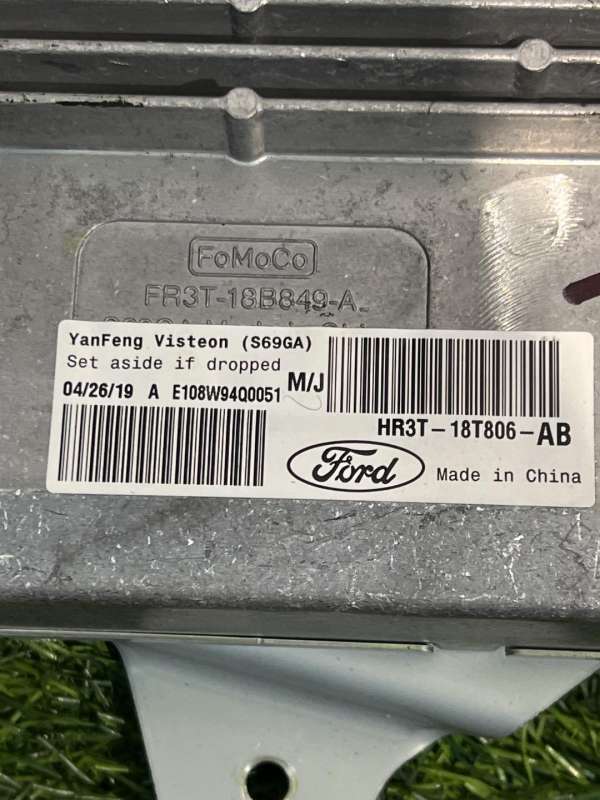 FoMoCo
FR3T-18B849-A
YanFeng Visteon (S69GA)
Set aside if dropped
04/26/19 A E108W94Q0051 M/J
HR3T-18T806-AB
Ford
Made in China